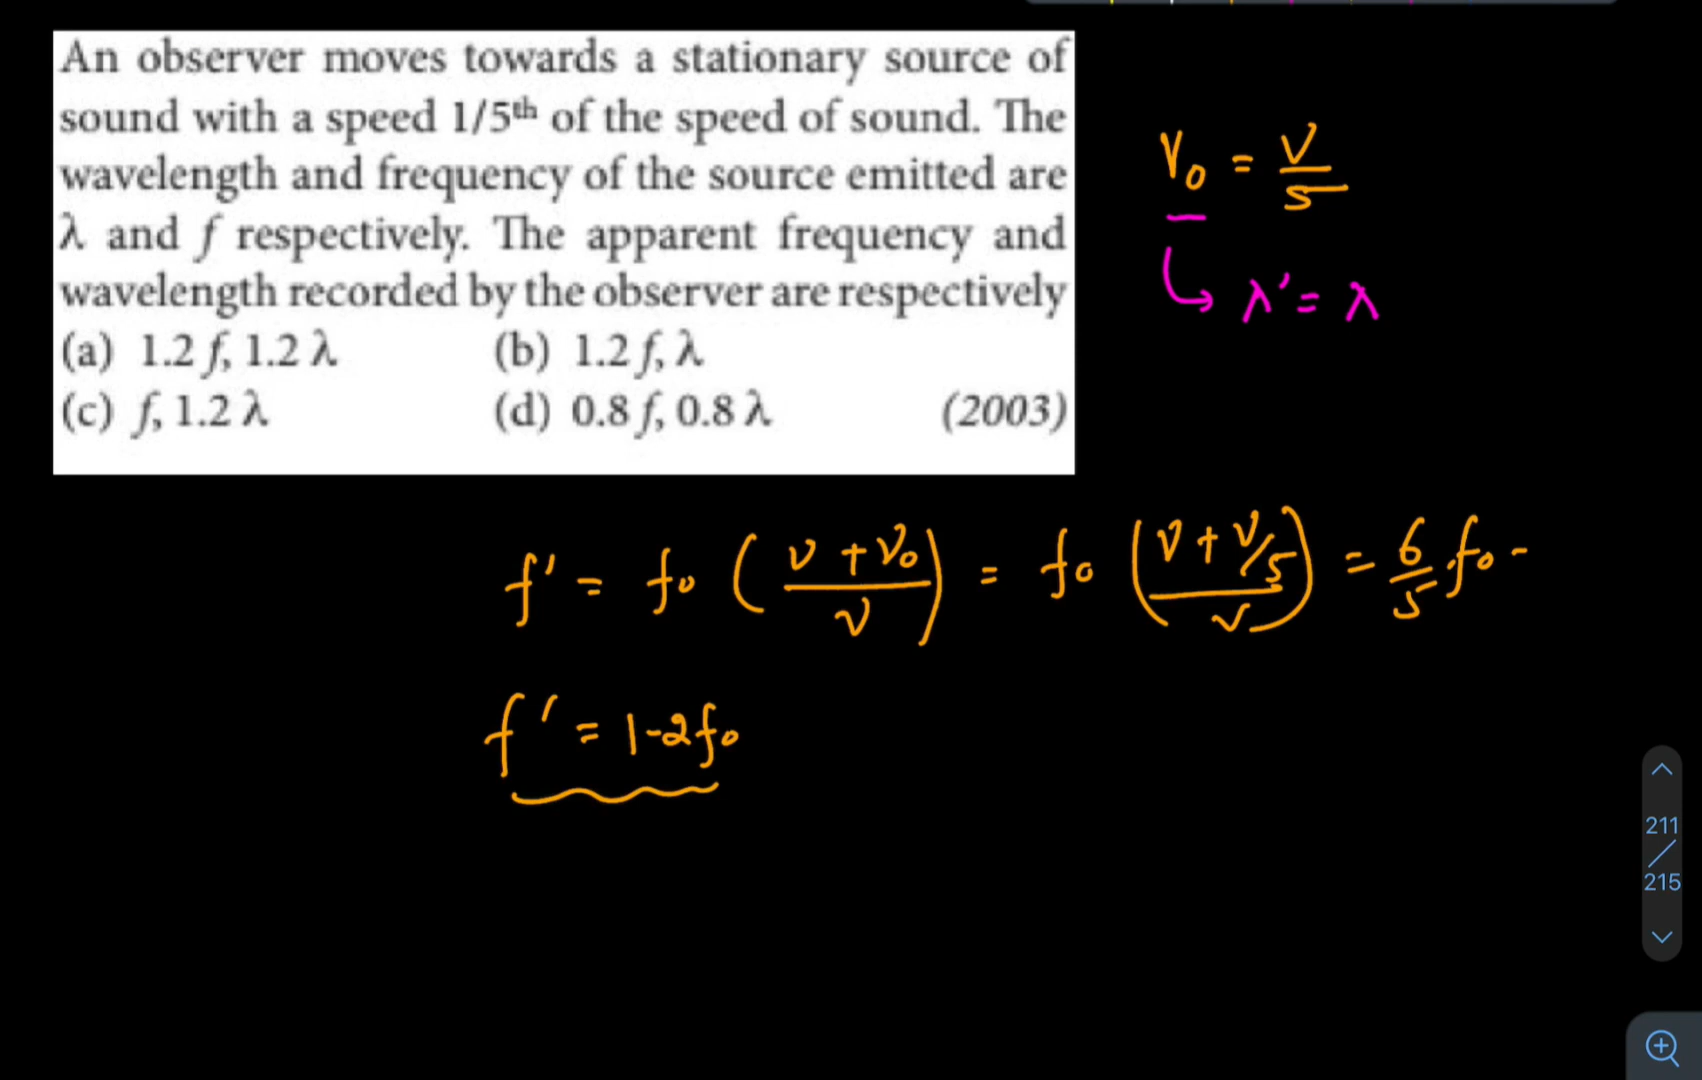 An observer moves towards a stationary source of
sound with a speed 1/5th of the speed of sound. The
wavelength and frequency of the source emitted are
λ and f respectively. The apparent frequency and
wavelength recorded by the observer are respectively
(a) 1.2 f, 1.2 λ (b) 1.2 f, λ
(c) f, 1.2 λ (d) 0.8 f, 0.8 λ (2003)
V₀ = V/5
↳ λ' = λ
f' = f₀ ((v + v₀)/v) = f₀ ((v + v/5)/v) = 6/5 f₀ -
f' = 1-2f₀
211
/
215